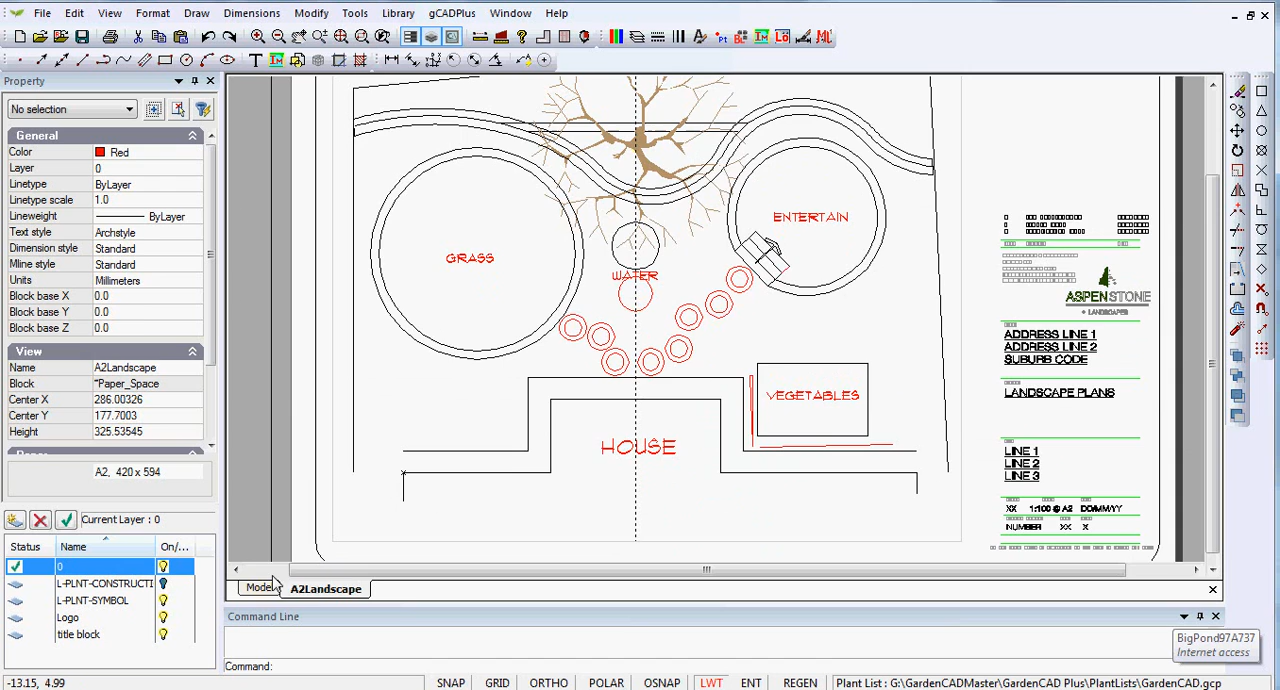 File Edit View Format Draw Dimensions Modify Tools Library gCADPlus Window Help
Property
No selection
General
Color Red
Layer 0
Linetype ByLayer
Linetype scale 1.0
Lineweight ByLayer
Text style Archstyle
Dimension style Standard
Mline style Standard
Units Millimeters
Block base X 0.0
Block base Y 0.0
Block base Z 0.0
View
Name A2Landscape
Block *Paper_Space
Center X 286.00326
Center Y 177.7003
Height 325.53545
A2, 420 x 594
Current Layer : 0
Status Name On/...
0
L-PLNT-CONSTRUCTI
L-PLNT-SYMBOL
Logo
title block
GRASS
WATER
ENTERTAIN
VEGETABLES
HOUSE
ASPENSTONE
LANDSCAPES
ADDRESS LINE 1
ADDRESS LINE 2
SUBURB CODE
LANDSCAPE PLANS
LINE 1
LINE 2
LINE 3
XX 1:100 @ A2 DD/MM/YY
NUMBER XX X
Model A2Landscape
Command Line
Command:
BigPond97A737
Internet access
-13.15, 4.99 SNAP GRID ORTHO POLAR OSNAP LWT ENT REGEN Plant List : G:\GardenCADMaster\GardenCAD Plus\PlantLists\GardenCAD.gcp